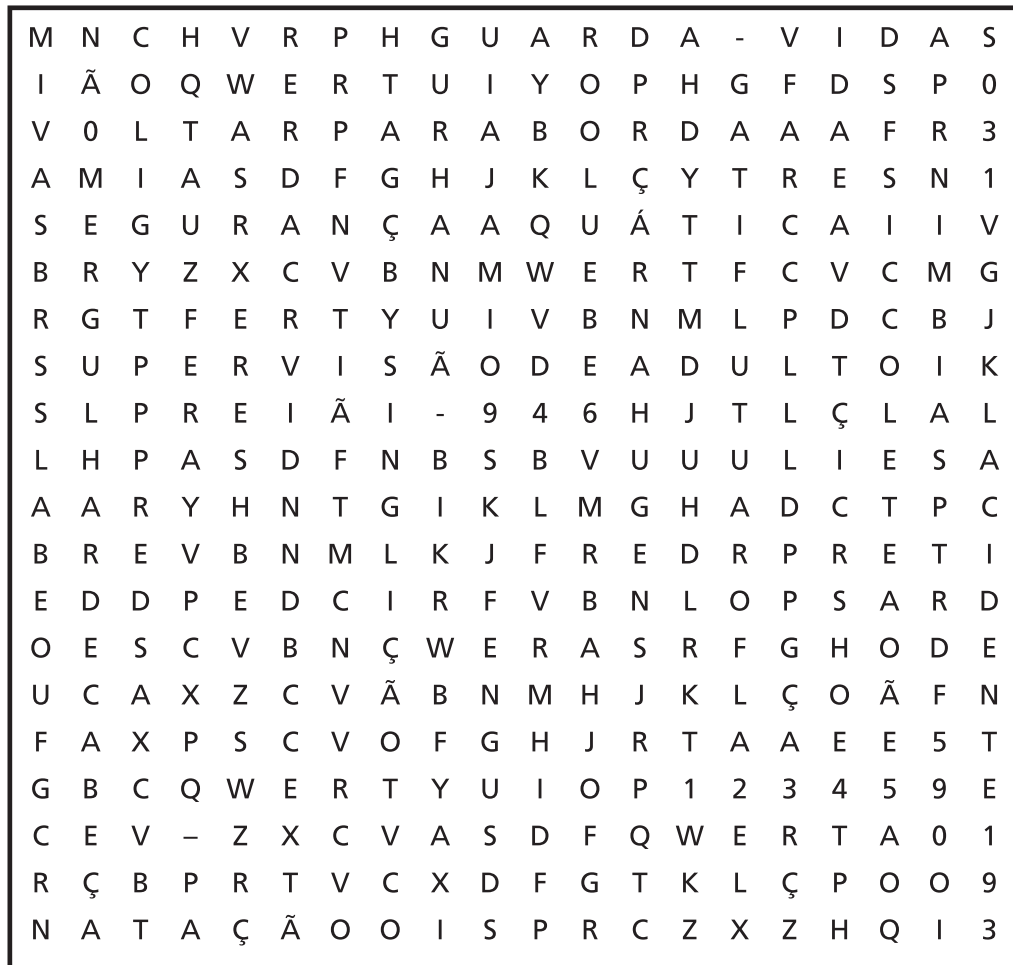 M N C H V R P H G U A R D A - V I D A S
I Ã O Q W E R T U I Y O P H G F D S P 0
V 0 L T A R P A R A B O R D A A A F R 3
A M I A S D F G H J K L Ç Y T R E S N 1
S E G U R A N Ç A A Q U Á T I C A I I V
B R Y Z X C V B N M W E R T F C V C M G
R G T F E R T Y U I V B N M L P D C B J
S U P E R V I S Ã O D E A D U L T O I K
S L P R E I Ã I - 9 4 6 H J T L Ç L A L
L H P A S D F N B S B V U U U L I E S A
A A R Y H N T G I K L M G H A D C T P C
B R E V B N M L K J F R E D R P R E T I
E D D P E D C I R F V B N L O P S A R D
O E S C V B N Ç W E R A S R F G H O D E
U C A X Z C V Ã B N M H J K L Ç O Ã F N
F A X P S C V O F G H J R T A A E E 5 T
G B C Q W E R T Y U I O P 1 2 3 4 5 9 E
C E V – Z X C V A S D F Q W E R T A 0 1
R Ç B P R T V C X D F G T K L Ç P O O 9
N A T A Ç Ã O O I S P R C Z X Z H Q I 3